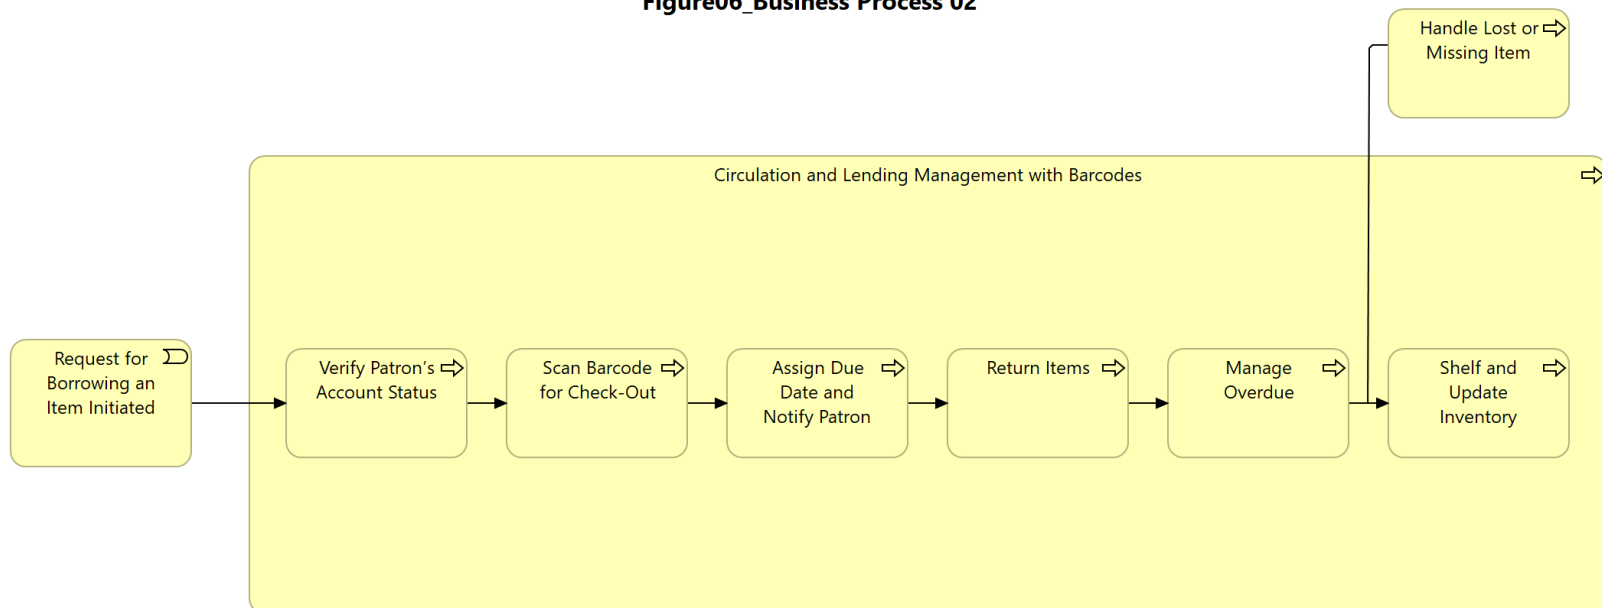 Figure06_Business Process 02
Handle Lost or
Missing Item
Circulation and Lending Management with Barcodes
Request for
Borrowing an
Item Initiated
Verify Patron’s
Account Status
Scan Barcode
for Check-Out
Assign Due
Date and
Notify Patron
Return Items
Manage
Overdue
Shelf and
Update
Inventory